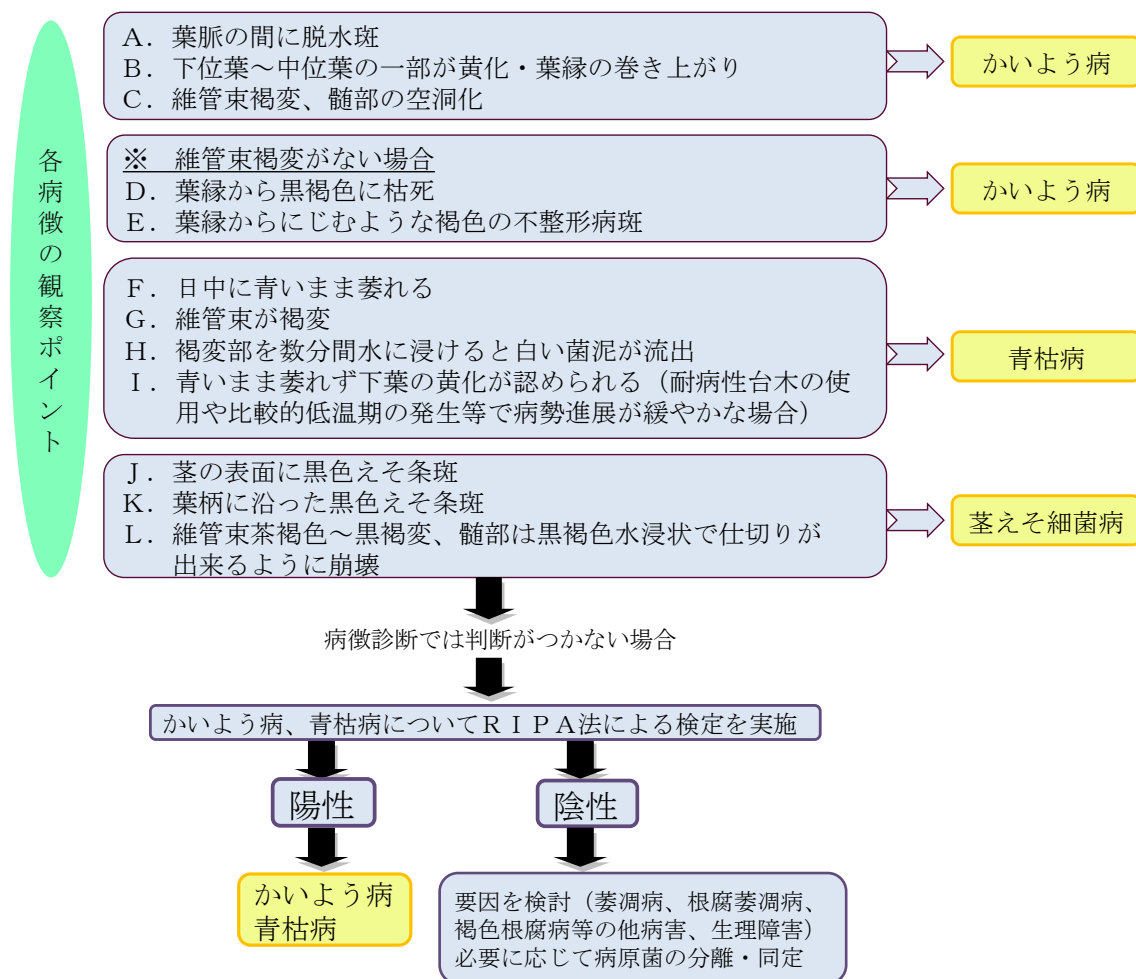 各病徴の観察ポイント
Ａ．葉脈の間に脱水斑
Ｂ．下位葉～中位葉の一部が黄化・葉縁の巻き上がり
Ｃ．維管束褐変、髄部の空洞化
かいよう病
※　維管束褐変がない場合
Ｄ．葉縁から黒褐色に枯死
Ｅ．葉縁からにじむような褐色の不整形病斑
かいよう病
Ｆ．日中に青いまま萎れる
Ｇ．維管束が褐変
Ｈ．褐変部を数分間水に浸けると白い菌泥が流出
Ｉ．青いまま萎れず下葉の黄化が認められる（耐病性台木の使
用や比較的低温期の発生等で病勢進展が緩やかな場合）
青枯病
Ｊ．茎の表面に黒色えそ条斑
Ｋ．葉柄に沿った黒色えそ条斑
Ｌ．維管束茶褐色～黒褐変、髄部は黒褐色水浸状で仕切りが
出来るように崩壊
茎えそ細菌病
病徴診断では判断がつかない場合
かいよう病、青枯病についてＲＩＰＡ法による検定を実施
陽性
陰性
かいよう病
青枯病
要因を検討（萎凋病、根腐萎凋病、
褐色根腐病等の他病害、生理障害）
必要に応じて病原菌の分離・同定